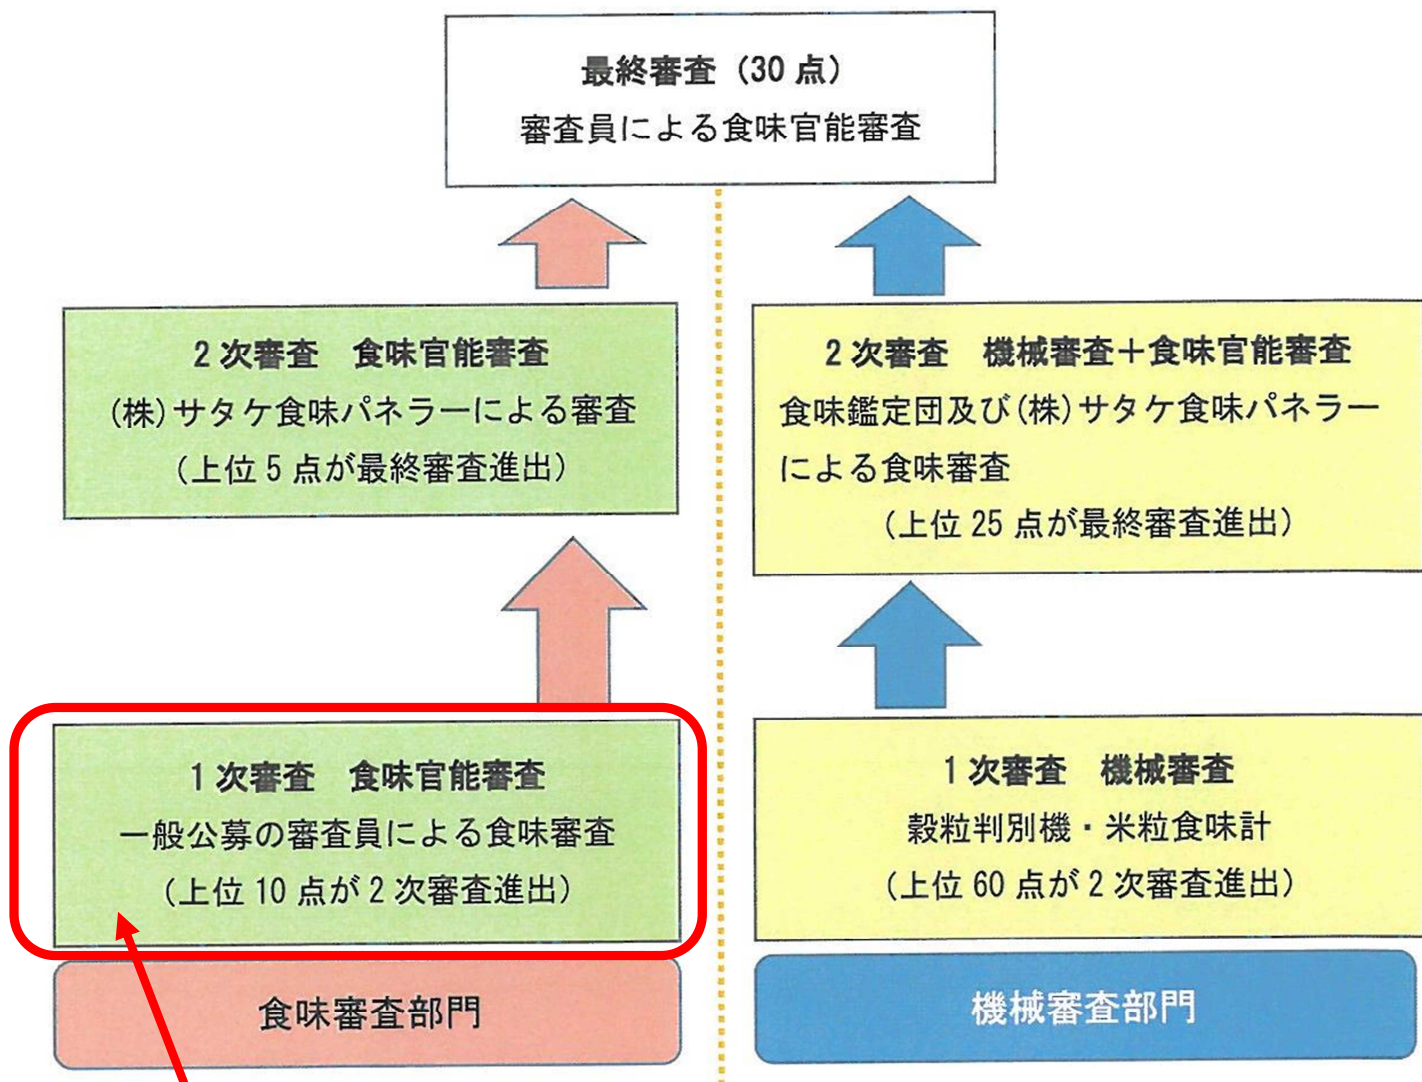 最終審査（30 点）
審査員による食味官能審査
2 次審査　食味官能審査
(株)サタケ食味パネラーによる審査
（上位 5 点が最終審査進出）
2 次審査　機械審査＋食味官能審査
食味鑑定団及び(株)サタケ食味パネラー
による食味審査
（上位 25 点が最終審査進出）
1 次審査　食味官能審査
一般公募の審査員による食味審査
（上位 10 点が 2 次審査進出）
1 次審査　機械審査
穀粒判別機・米粒食味計
（上位 60 点が 2 次審査進出）
食味審査部門
機械審査部門